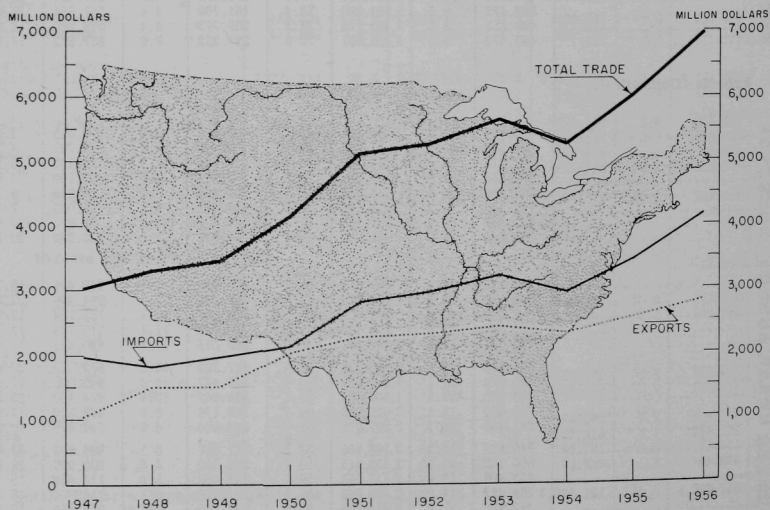 MILLION DOLLARS
7,000
6,000
5,000
4,000
3,000
2,000
1,000
0
MILLION DOLLARS
7,000
6,000
5,000
4,000
3,000
2,000
1,000
0
TOTAL TRADE
IMPORTS
EXPORTS
1947 1948 1949 1950 1951 1952 1953 1954 1955 1956